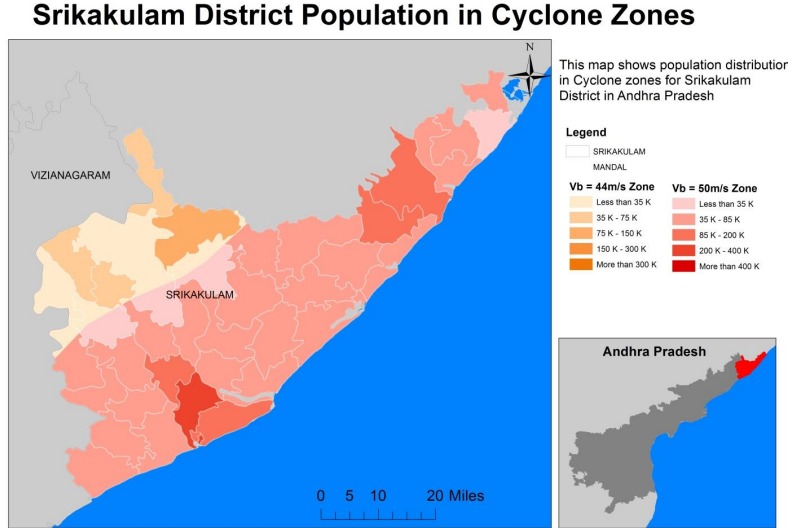 Srikakulam District Population in Cyclone Zones
N
This map shows population distribution
in Cyclone zones for Srikakulam
District in Andhra Pradesh
Legend
SRIKAKULAM
MANDAL
Vb = 44m/s Zone
Less than 35 K
35 K - 75 K
75 K - 150 K
150 K - 300 K
More than 300 K
Vb = 50m/s Zone
Less than 35 K
35 K - 85 K
85 K - 200 K
200 K - 400 K
More than 400 K
VIZIANAGARAM
SRIKAKULAM
0 5 10 20 Miles
Andhra Pradesh